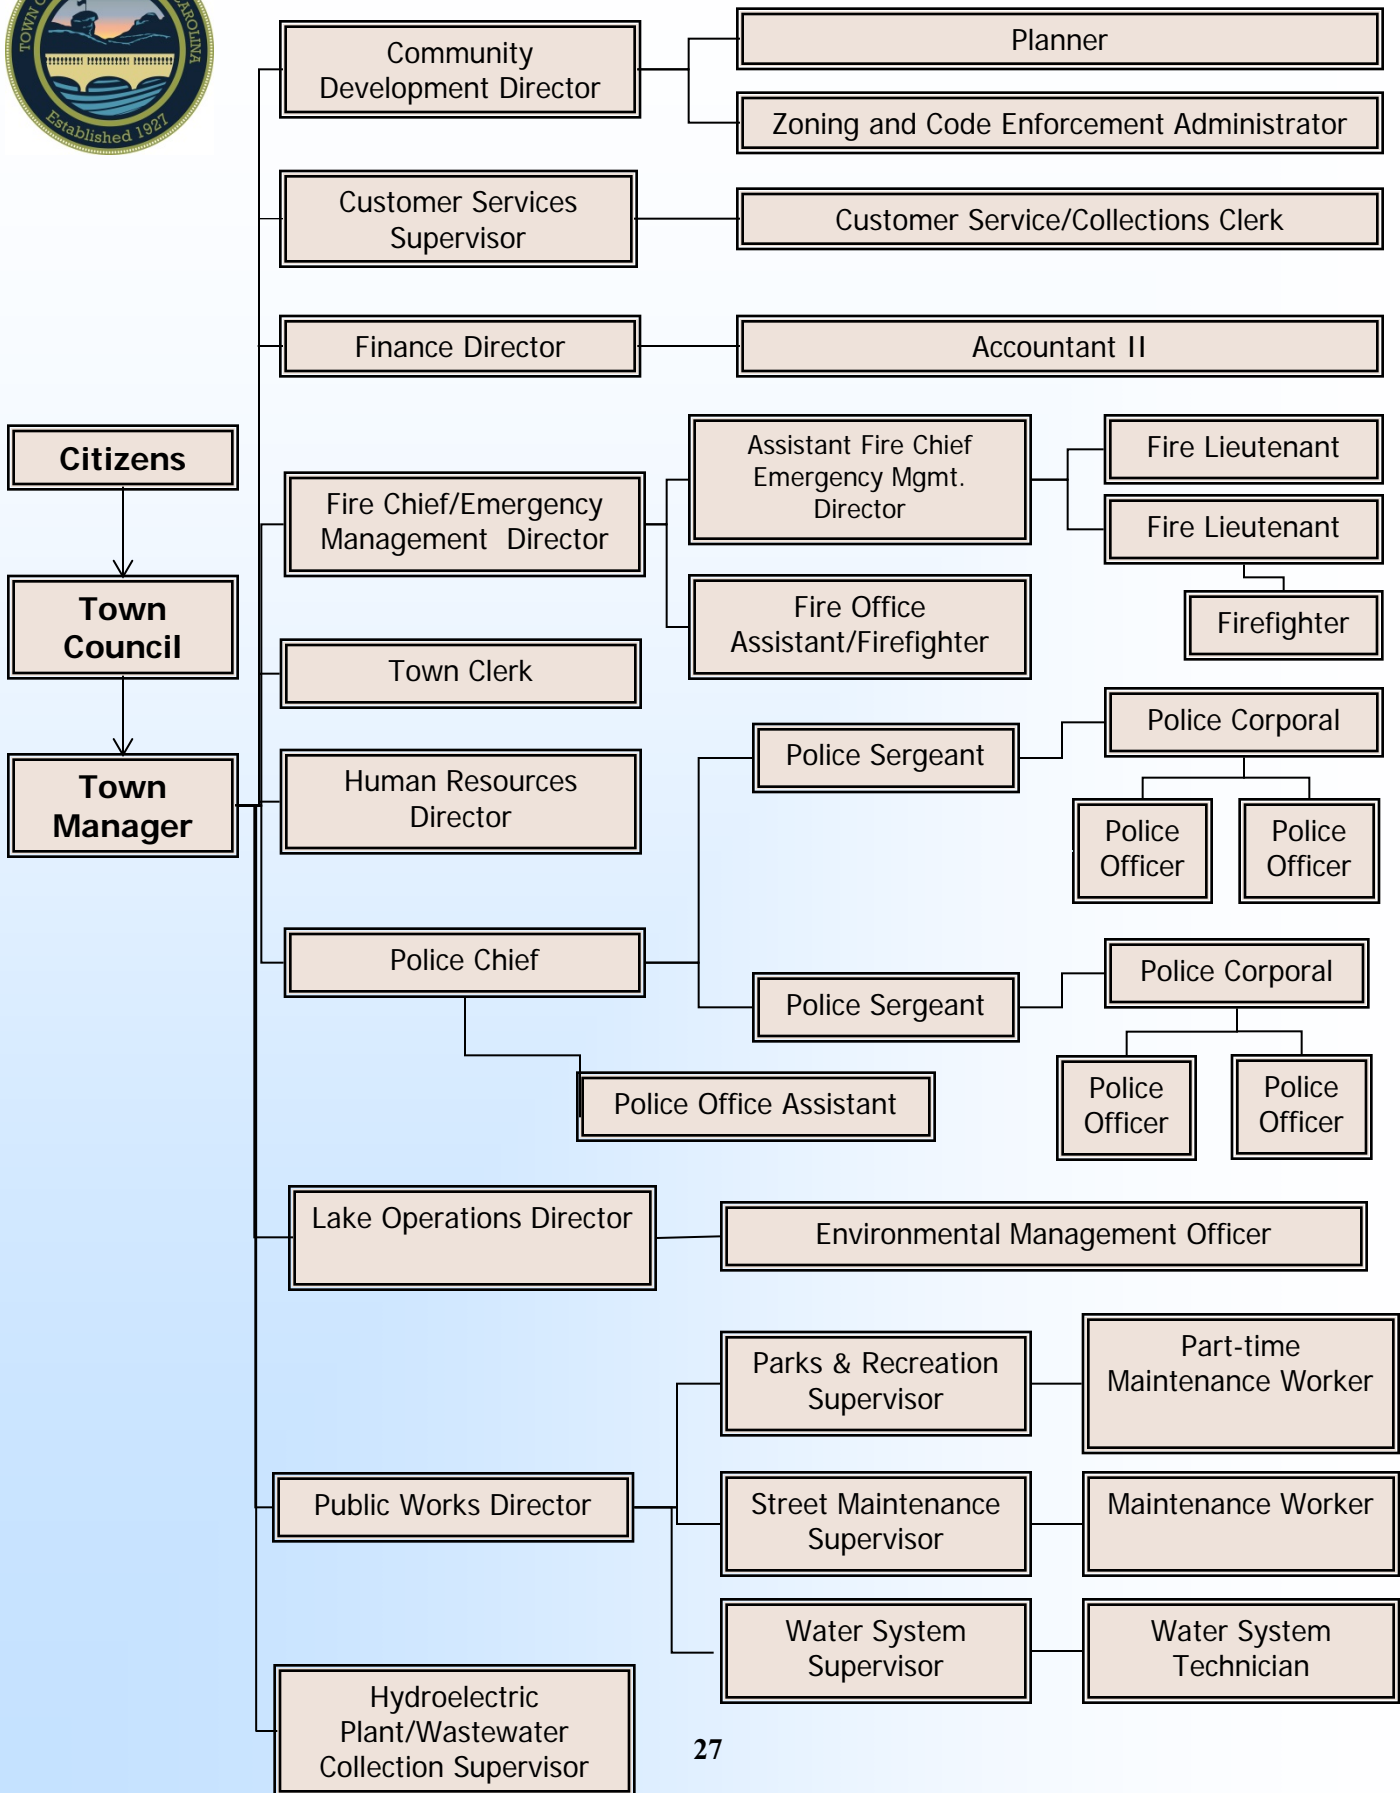 TOWN O
AROLINA
Established 1927
Community
Development Director
Planner
Zoning and Code Enforcement Administrator
Customer Services
Supervisor
Customer Service/Collections Clerk
Finance Director
Accountant II
Citizens
Town
Council
Town
Manager
Fire Chief/Emergency
Management Director
Assistant Fire Chief
Emergency Mgmt.
Director
Fire Lieutenant
Fire Lieutenant
Firefighter
Fire Office
Assistant/Firefighter
Town Clerk
Human Resources
Director
Police Chief
Police Sergeant
Police Corporal
Police
Officer
Police
Officer
Police Sergeant
Police Corporal
Police
Officer
Police
Officer
Police Office Assistant
Lake Operations Director
Environmental Management Officer
Public Works Director
Parks & Recreation
Supervisor
Part-time
Maintenance Worker
Street Maintenance
Supervisor
Maintenance Worker
Water System
Supervisor
Water System
Technician
Hydroelectric
Plant/Wastewater
Collection Supervisor
27